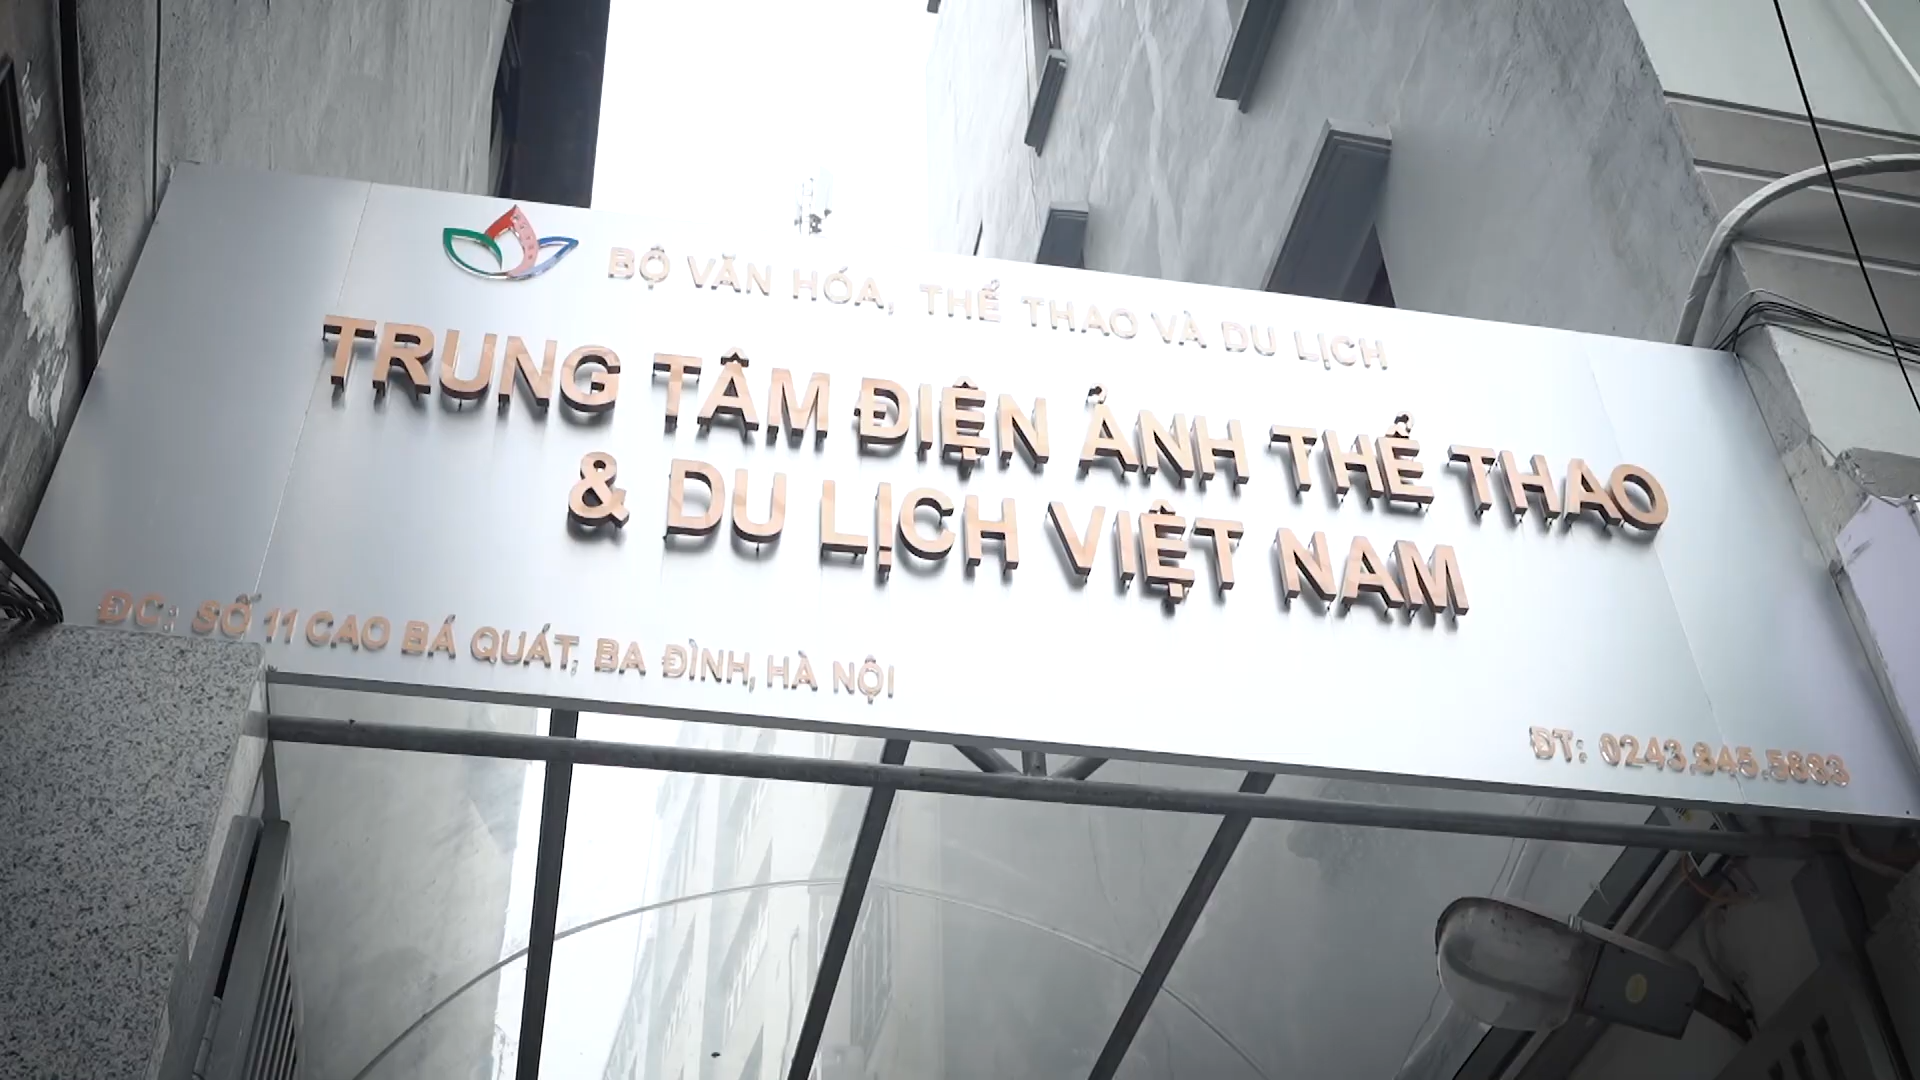 BỘ VĂN HÓA, THỂ THAO VÀ DU LỊCH
TRUNG TÂM ĐIỆN ẢNH THỂ THAO
& DU LỊCH VIỆT NAM
ĐC: SỐ 11 CAO BÁ QUÁT, BA ĐÌNH, HÀ NỘI
ĐT: 0243.845.5883